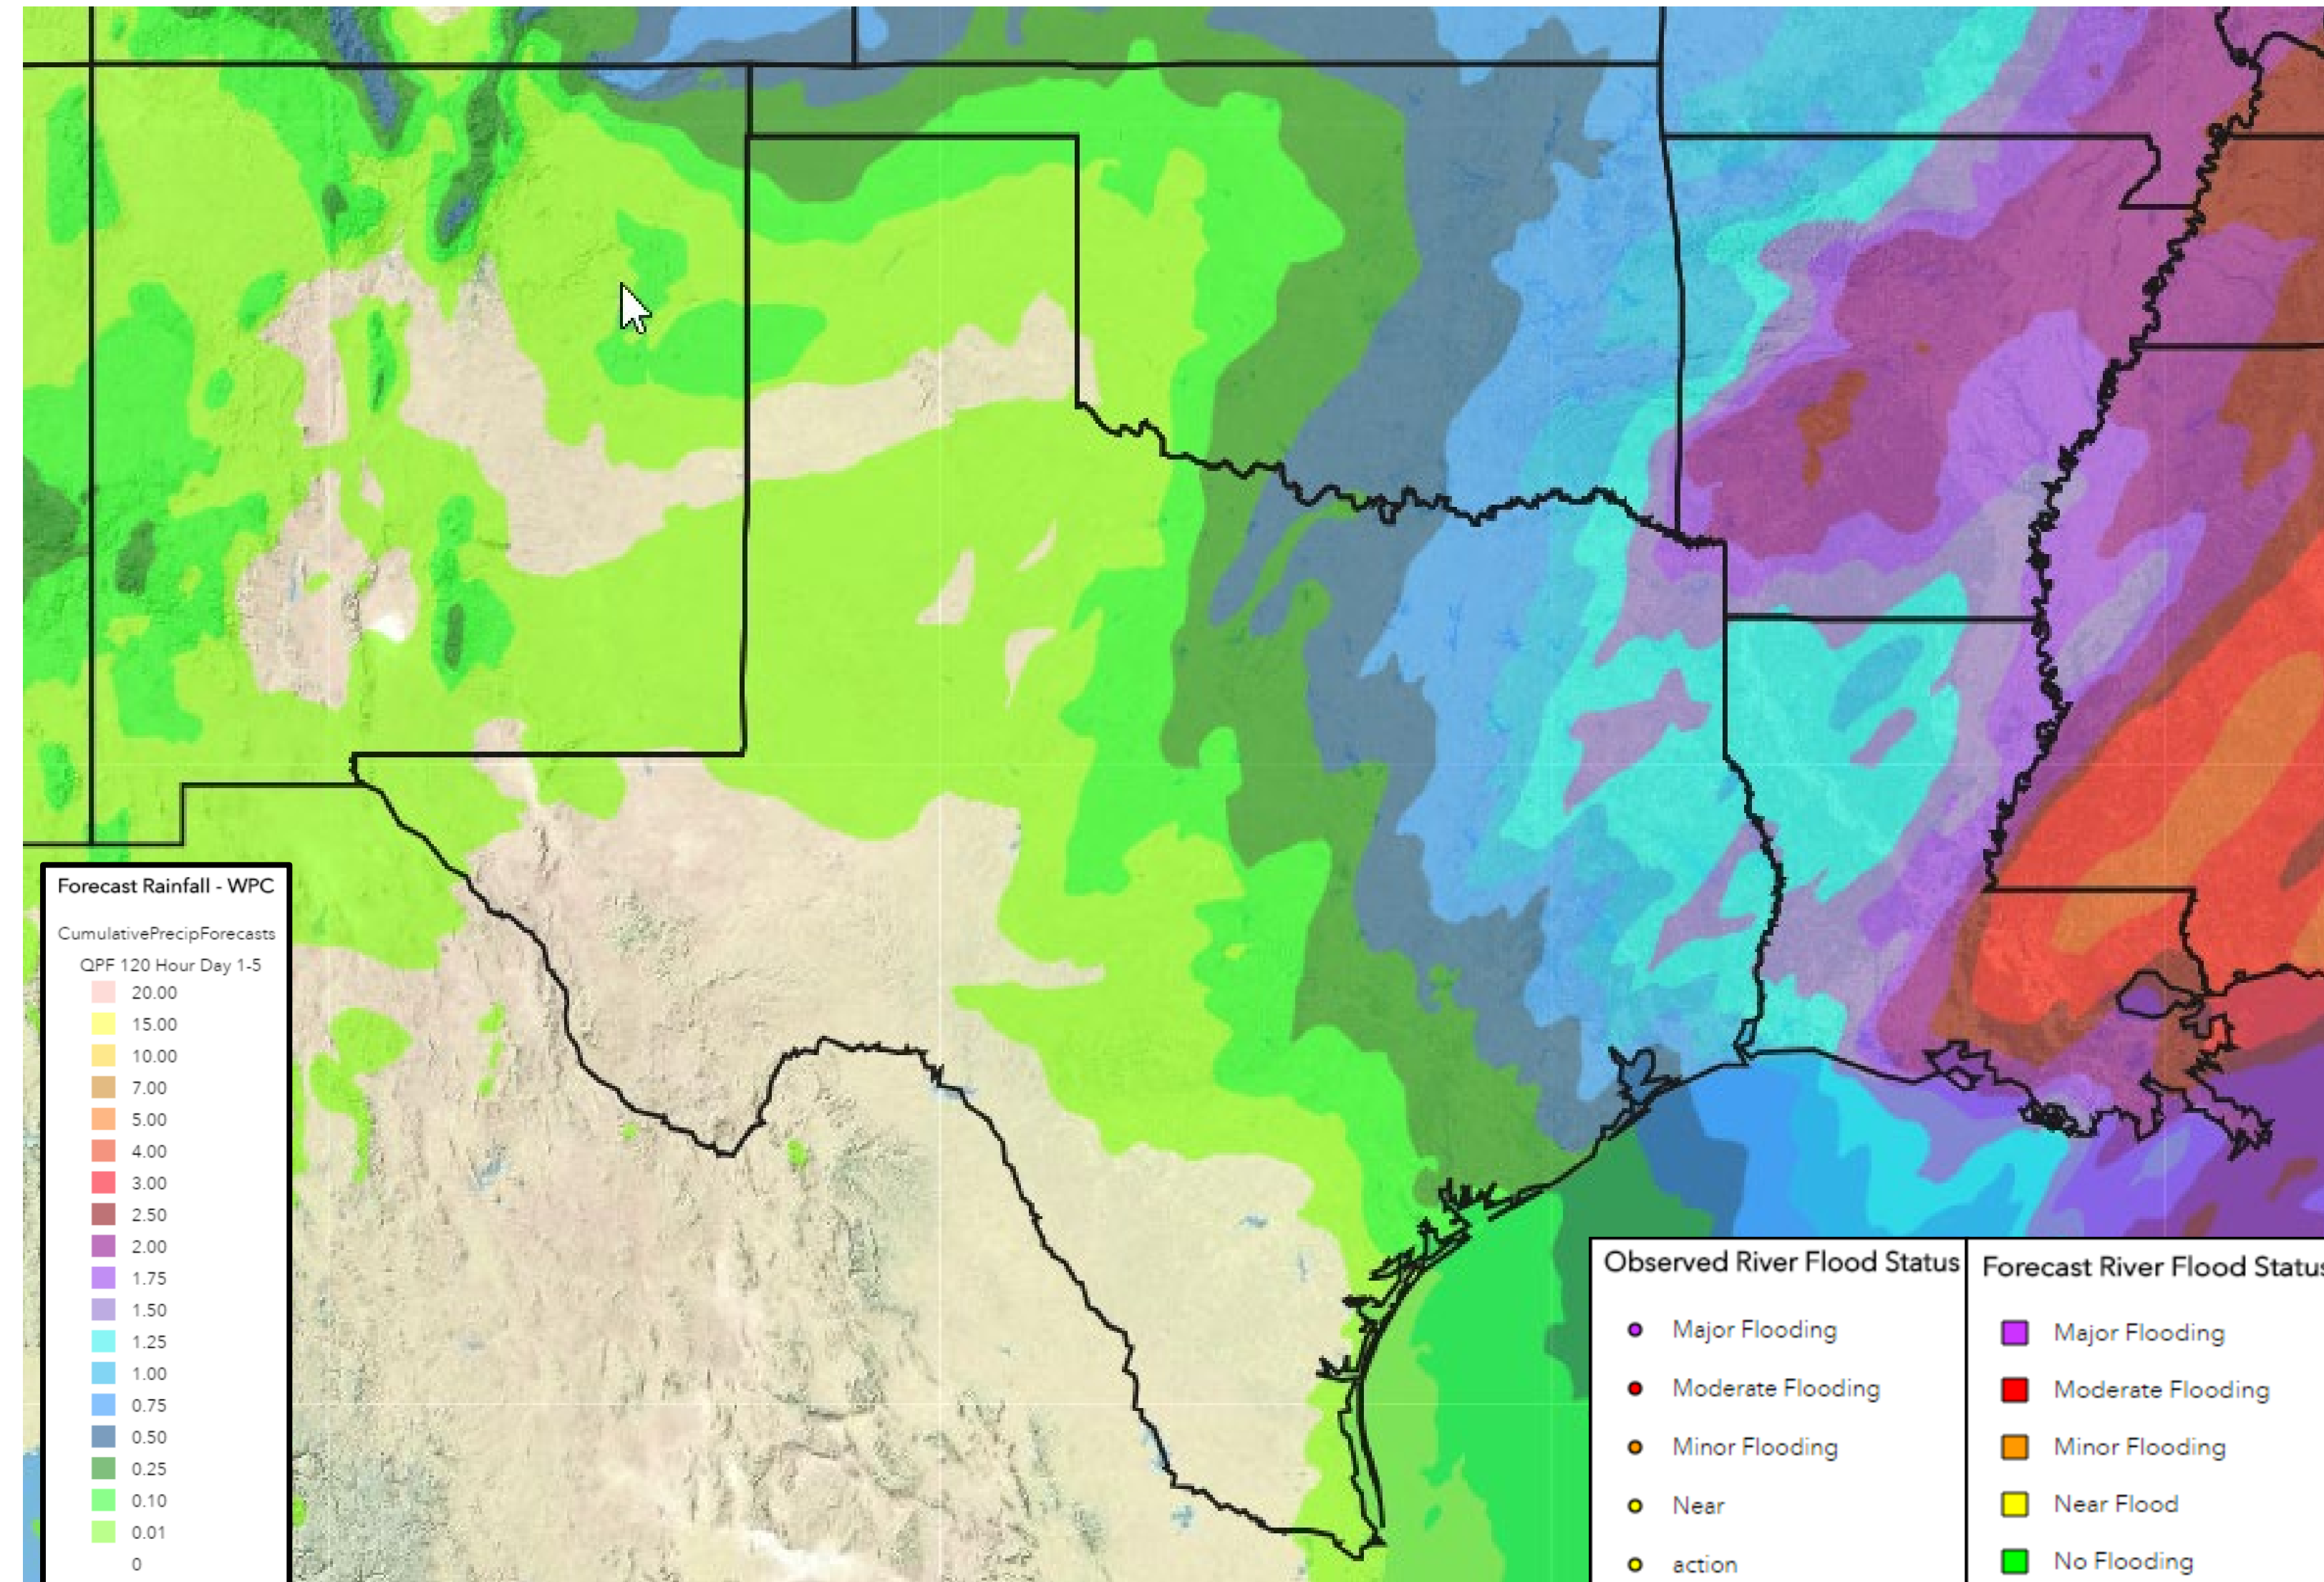 Forecast Rainfall - WPC
CumulativePrecipForecasts
QPF 120 Hour Day 1-5
20.00
15.00
10.00
7.00
5.00
4.00
3.00
2.50
2.00
1.75
1.50
1.25
1.00
0.75
0.50
0.25
0.10
0.01
0
Observed River Flood Status
Major Flooding
Moderate Flooding
Minor Flooding
Near
action
Forecast River Flood Status
Major Flooding
Moderate Flooding
Minor Flooding
Near Flood
No Flooding